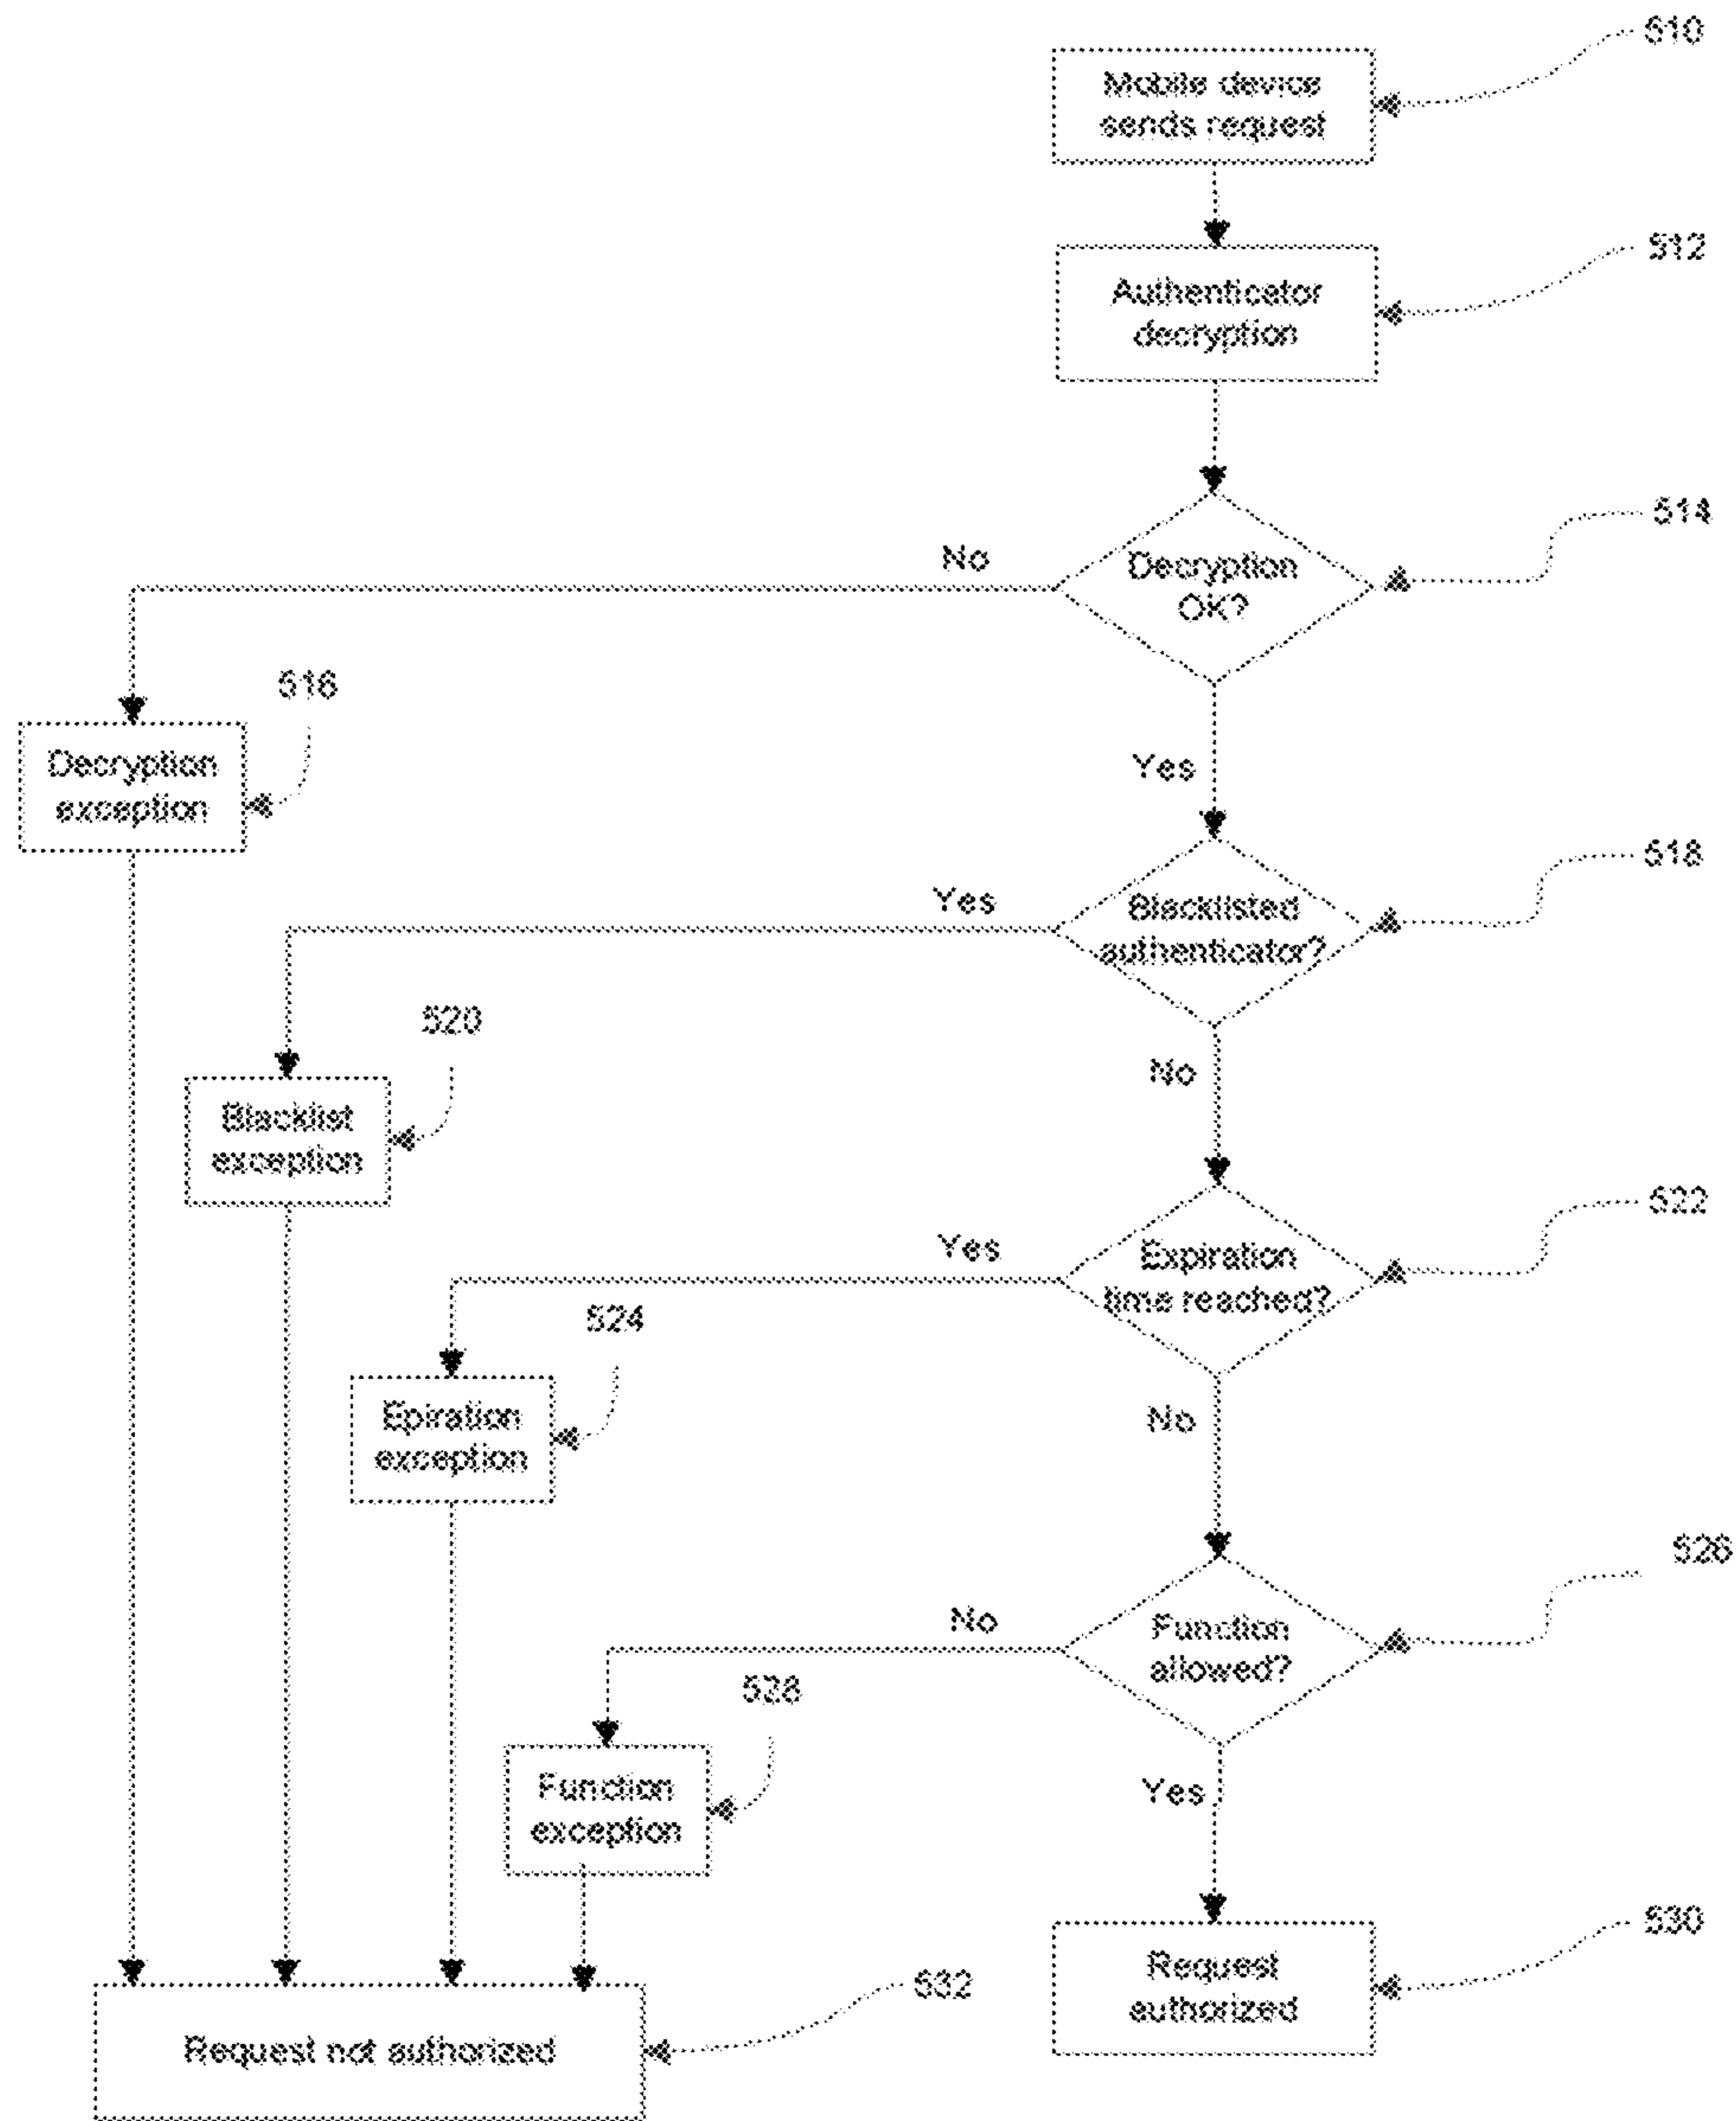 510
Mobile device
sends request
512
Authenticator
decryption
514
No
Decryption
OK?
516
Decryption
exception
Yes
518
Yes
Blacklisted
authenticator?
520
No
Blacklist
exception
522
Yes
Expiration
time reached?
524
Epiration
exception
No
526
No
Function
allowed?
528
Function
exception
Yes
530
Request
authorized
532
Request not authorized